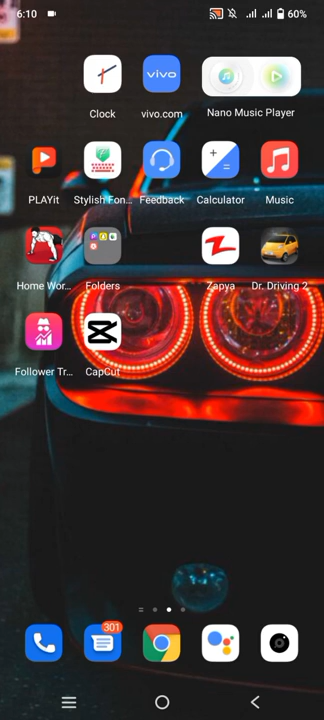 6:10 60%
Clock vivo.com Nano Music Player
vivo
PLAYit Stylish Fon... Feedback Calculator Music
Home Wor... Folders Zapya Dr. Driving 2
Follower Tr... CapCut
301